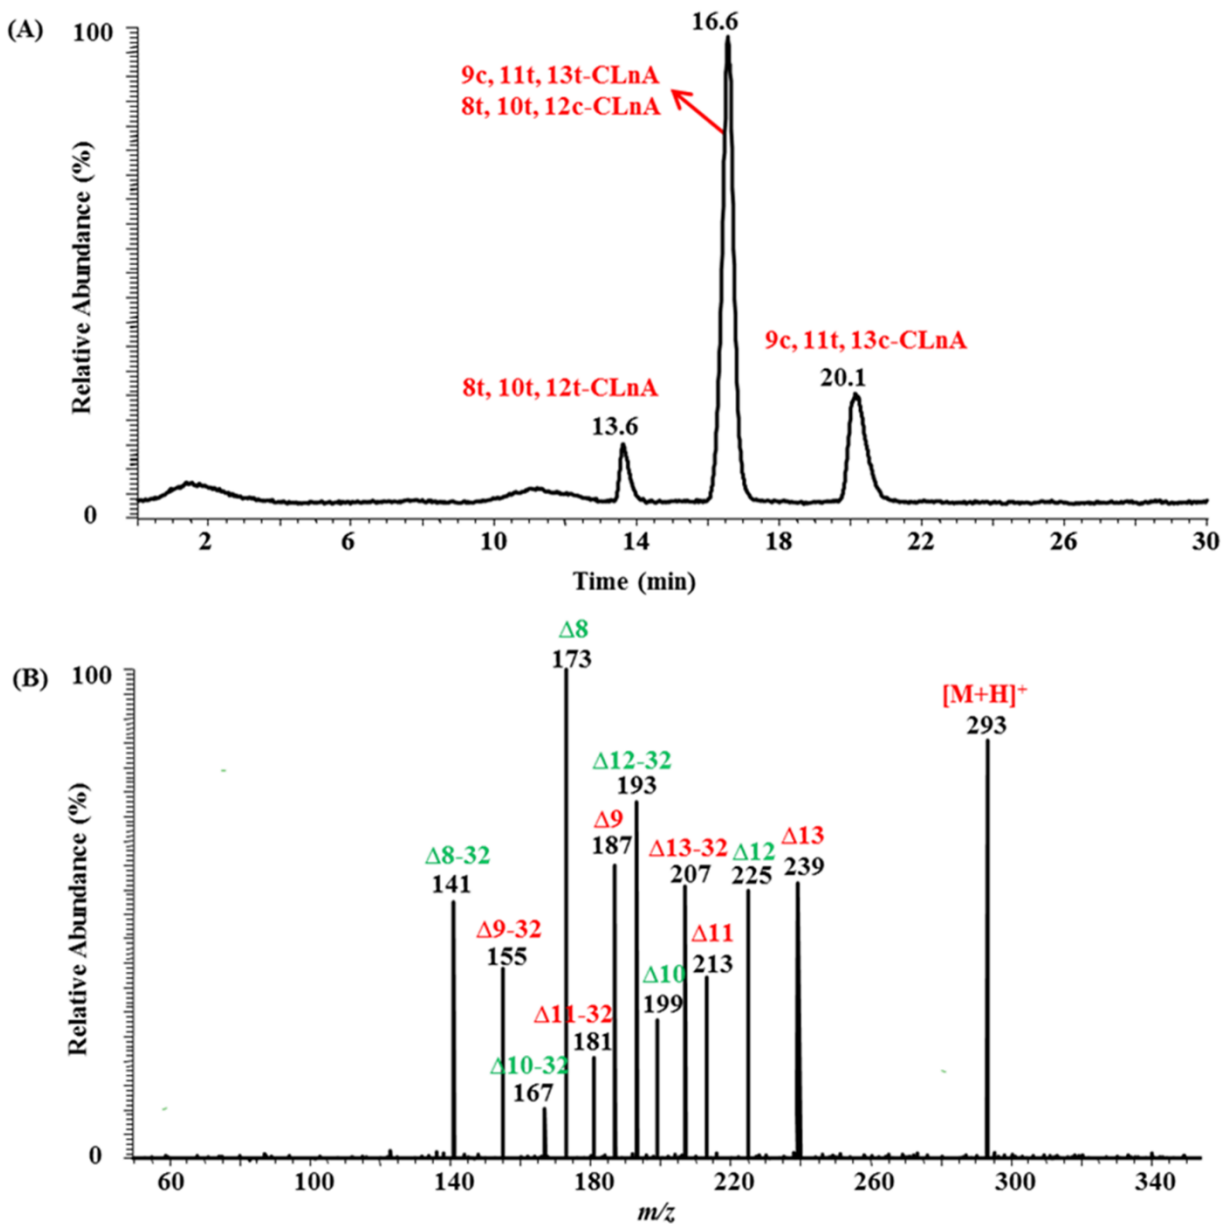 (A)
100
16.6
9c, 11t, 13t-CLnA
8t, 10t, 12c-CLnA
Relative Abundance (%)
9c, 11t, 13c-CLnA
20.1
8t, 10t, 12t-CLnA
13.6
0
2 6 10 14 18 22 26 30
Time (min)
(B)
100
Δ8
173
[M+H]⁺
293
Δ12-32
193
Δ9
187
Δ13-32
207
Δ12
225
Δ13
239
Δ8-32
141
Δ9-32
155
Δ11
213
Δ10
199
Δ11-32
181
Δ10-32
167
Relative Abundance (%)
0
60 100 140 180 220 260 300 340
m/z